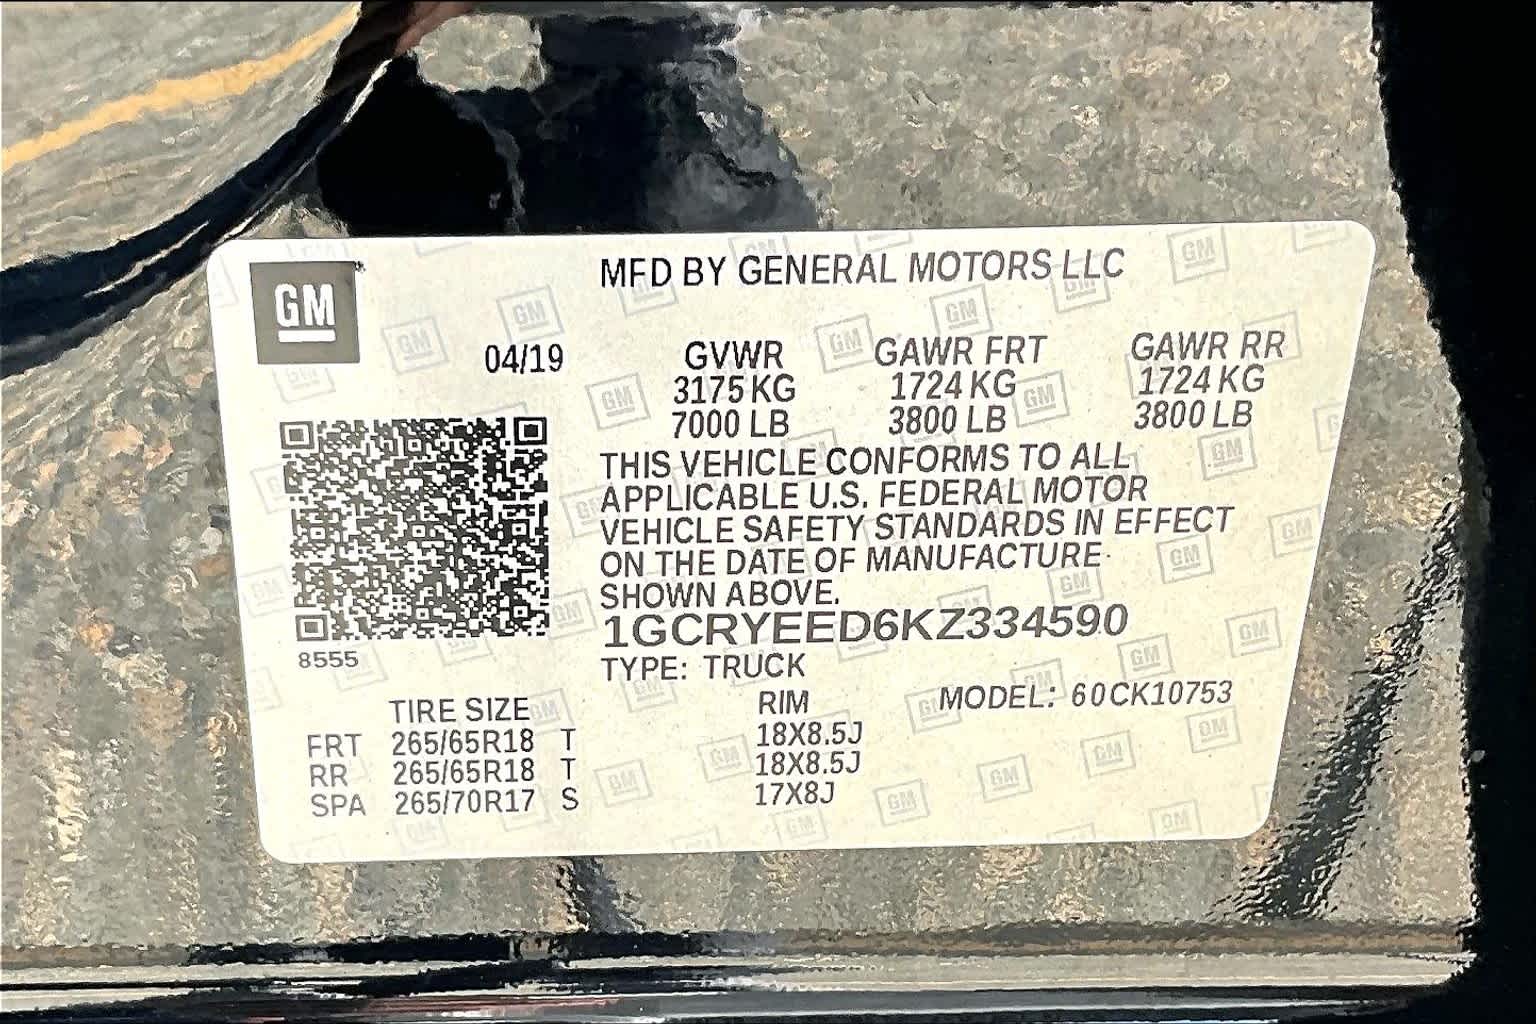 GM
MFD BY GENERAL MOTORS LLC
04/19
GVWR GAWR FRT GAWR RR
3175 KG 1724 KG 1724 KG
7000 LB 3800 LB 3800 LB
THIS VEHICLE CONFORMS TO ALL
APPLICABLE U.S. FEDERAL MOTOR
VEHICLE SAFETY STANDARDS IN EFFECT
ON THE DATE OF MANUFACTURE
SHOWN ABOVE.
1GCRYEED6KZ334590
8555
TYPE: TRUCK
MODEL: 60CK10753
TIRE SIZE RIM
FRT 265/65R18 T 18X8.5J
RR 265/65R18 T 18X8.5J
SPA 265/70R17 S 17X8J